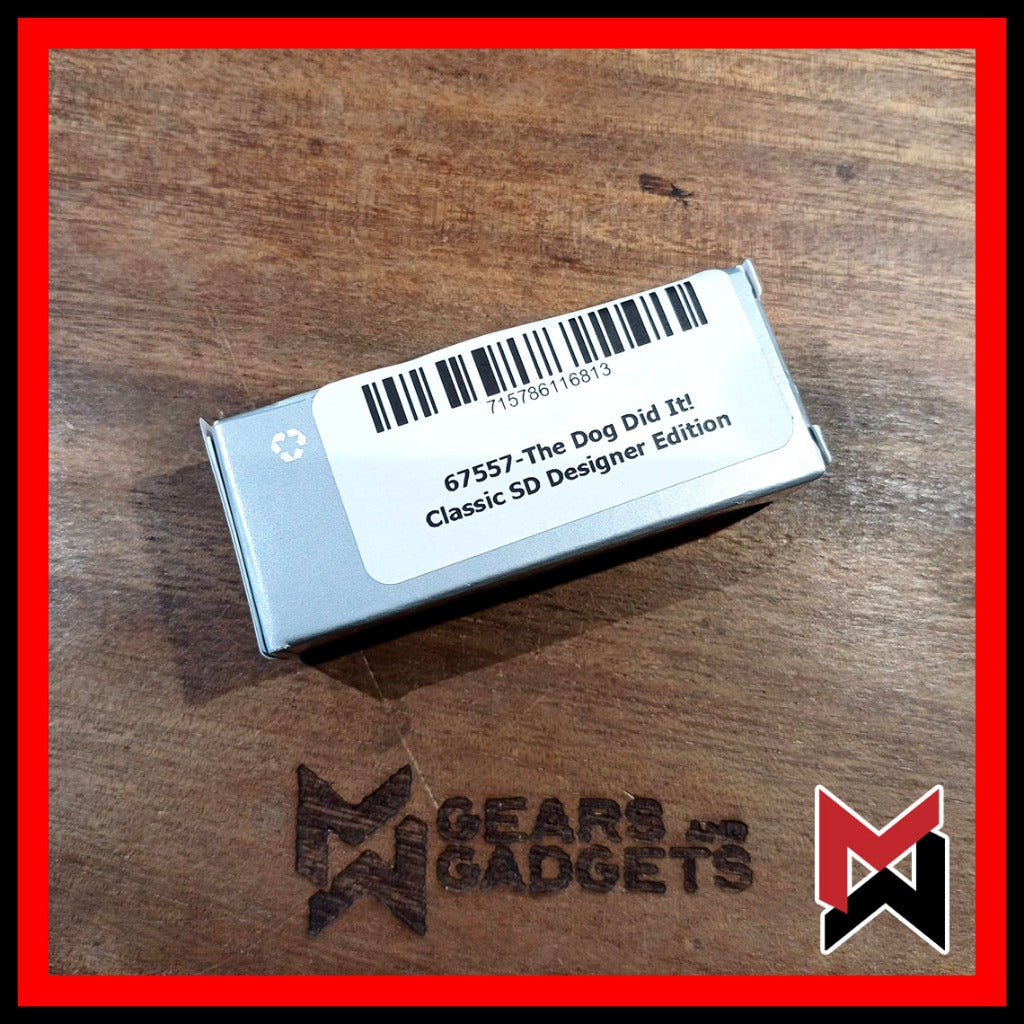 715786116813
67557-The Dog Did It!
Classic SD Designer Edition
GEARS AND
GADGETS